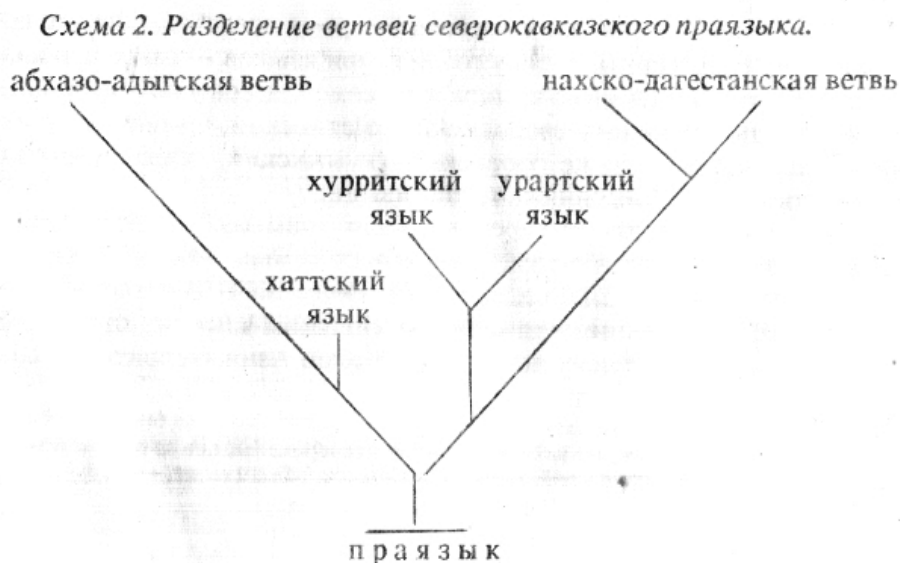 Схема 2. Разделение ветвей северокавказского праязыка.
абхазо-адыгская ветвь
нахско-дагестанская ветвь
хурритский
язык
урартский
язык
хаттский
язык
праязык